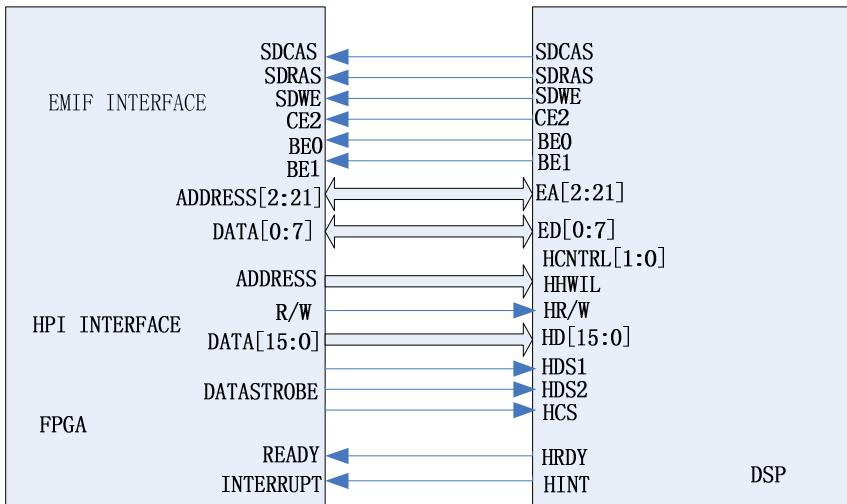 SDCAS SDCAS
SDRAS SDRAS
EMIF INTERFACE SDWE SDWE
CE2 CE2
BE0 BE0
BE1 BE1
ADDRESS[2:21] EA[2:21]
DATA[0:7] ED[0:7]
HCNTRL[1:0]
ADDRESS HHWIL
R/W HR/W
HPI INTERFACE
DATA[15:0] HD[15:0]
HDS1
DATASTROBE HDS2
HCS
FPGA
READY HRDY
DSP
INTERRUPT HINT